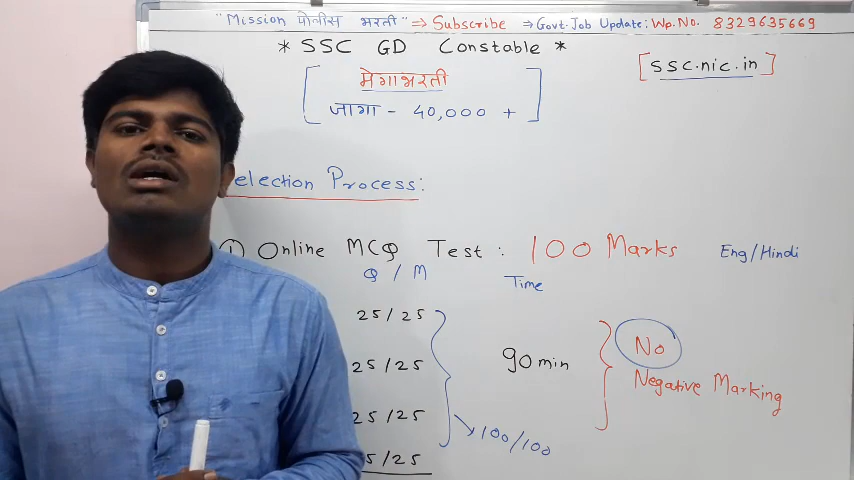 "Mission पोलीस भरती" ⇒ Subscribe ⇒ Govt. Job Update: Wp. No. 8329635669
* SSC GD Constable *
[ssc.nic.in]
मेगाभरती
जागा - 40,000 +
election Process:
① Online MCQ Test : 100 Marks Eng/Hindi
Q / M
Time
25/25
25/25
25/25
5/25
100/100
90 min
No
Negative Marking